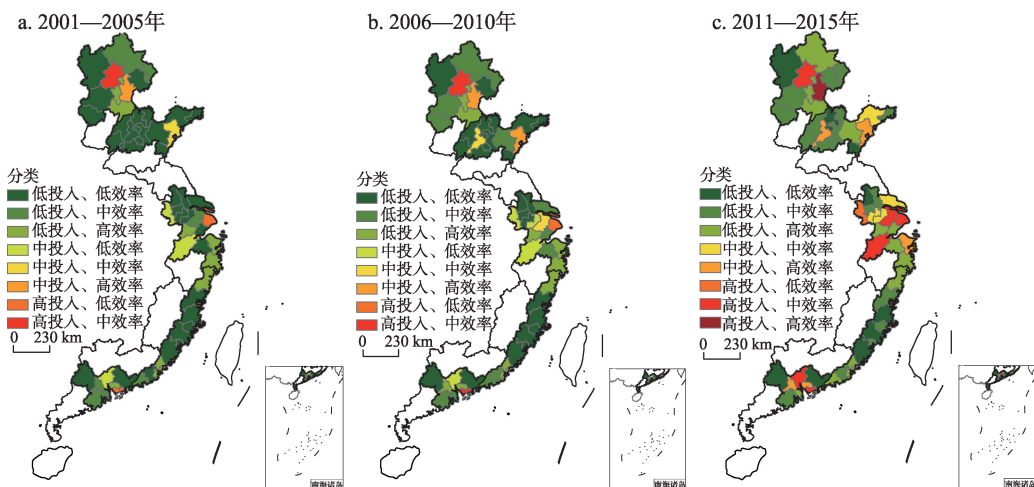 a. 2001—2005年
分类
低投入、低效率
低投入、中效率
低投入、高效率
中投入、低效率
中投入、中效率
中投入、高效率
高投入、低效率
高投入、中效率
0 230 km
南海诸岛
b. 2006—2010年
分类
低投入、低效率
低投入、中效率
低投入、高效率
中投入、低效率
中投入、中效率
中投入、高效率
高投入、低效率
高投入、中效率
0 230 km
南海诸岛
c. 2011—2015年
分类
低投入、低效率
低投入、中效率
低投入、高效率
中投入、中效率
中投入、高效率
高投入、低效率
高投入、中效率
高投入、高效率
0 230 km
南海诸岛